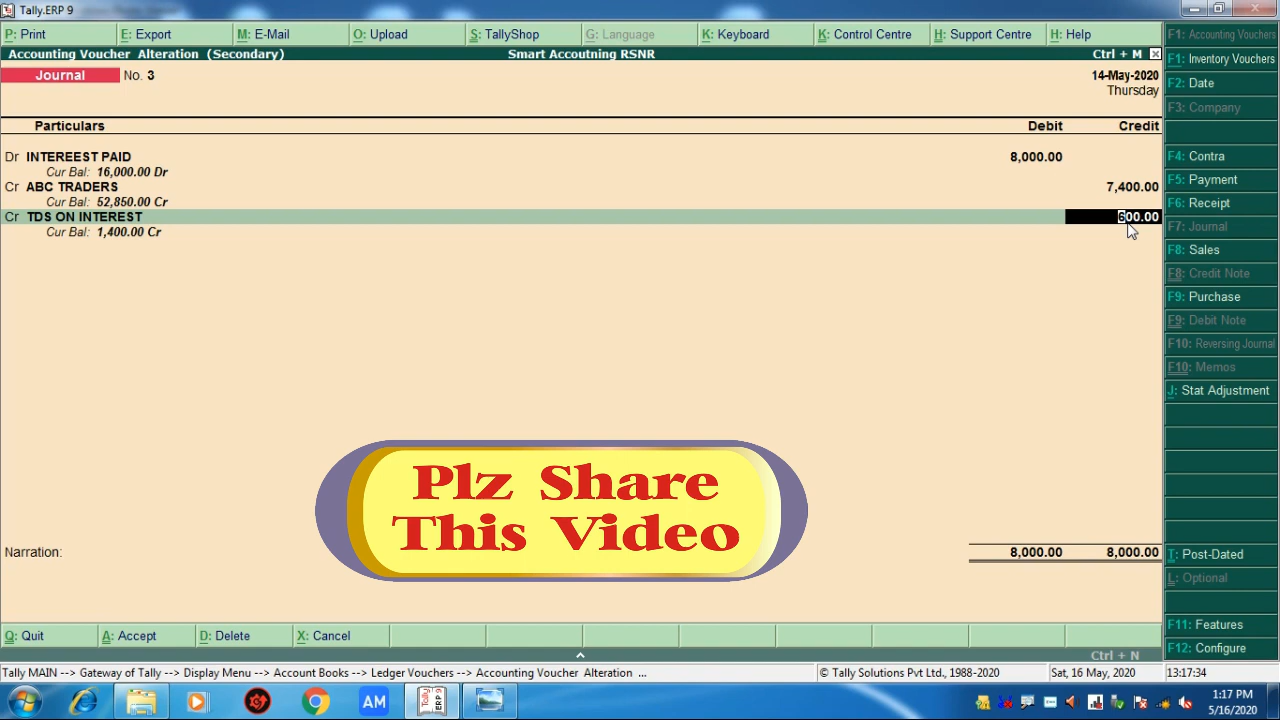 Tally.ERP 9
P: Print E: Export M: E-Mail O: Upload S: TallyShop G: Language K: Keyboard K: Control Centre H: Support Centre H: Help
Accounting Voucher Alteration (Secondary) Smart Accoutning RSNR Ctrl + M
Journal No. 3 14-May-2020
Thursday
Particulars Debit Credit
Dr INTEREEST PAID 8,000.00
Cur Bal: 16,000.00 Dr
Cr ABC TRADERS 7,400.00
Cur Bal: 52,850.00 Cr
Cr TDS ON INTEREST 600.00
Cur Bal: 1,400.00 Cr
Plz Share
This Video
Narration: 8,000.00 8,000.00
F1: Accounting Vouchers
F1: Inventory Vouchers
F2: Date
F3: Company
F4: Contra
F5: Payment
F6: Receipt
F7: Journal
F8: Sales
F8: Credit Note
F9: Purchase
F9: Debit Note
F10: Reversing Journal
F10: Memos
J: Stat Adjustment
T: Post-Dated
L: Optional
F11: Features
F12: Configure
Q: Quit A: Accept D: Delete X: Cancel
Ctrl + N
Tally MAIN --> Gateway of Tally --> Display Menu --> Account Books --> Ledger Vouchers --> Accounting Voucher Alteration ... © Tally Solutions Pvt Ltd., 1988-2020 Sat, 16 May, 2020 13:17:34
AM Tally ERP 9 1:17 PM
5/16/2020